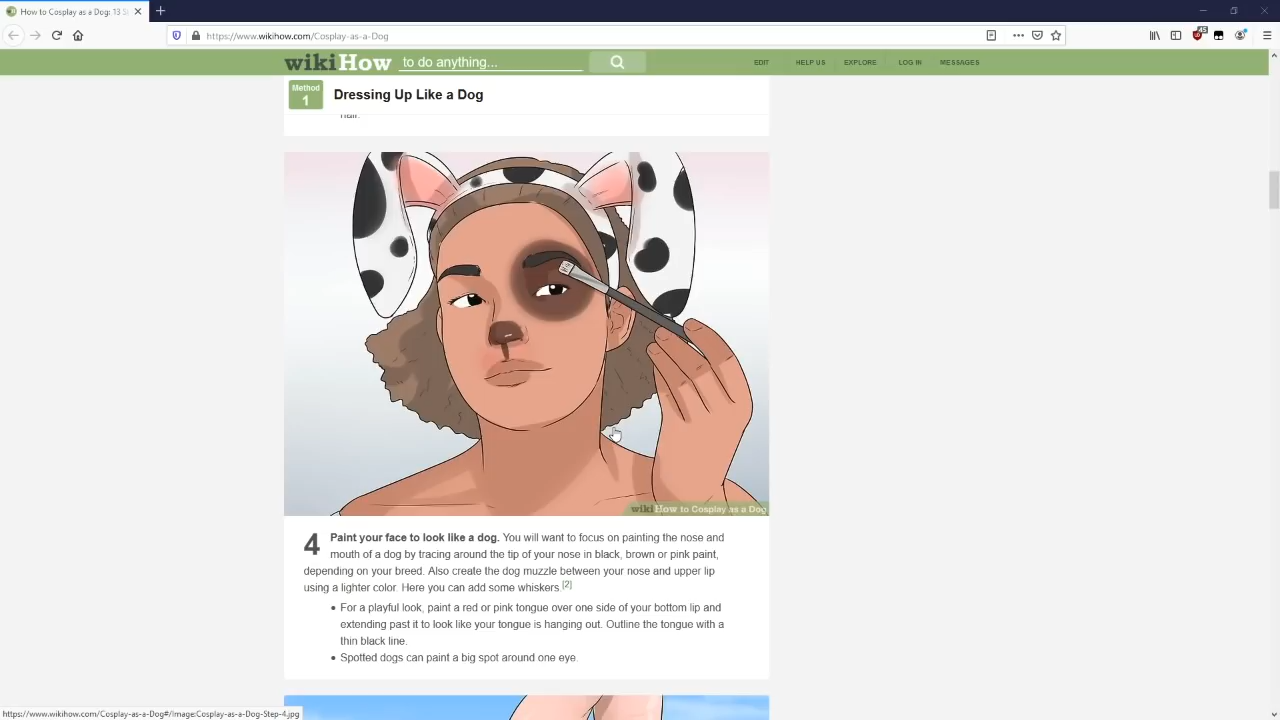 How to Cosplay as a Dog: 13 S
https://www.wikihow.com/Cosplay-as-a-Dog
wikiHow to do anything...
EDIT HELP US EXPLORE LOG IN MESSAGES
Method
1
Dressing Up Like a Dog
hair.
wikiHow to Cosplay as a Dog
4 Paint your face to look like a dog. You will want to focus on painting the nose and
mouth of a dog by tracing around the tip of your nose in black, brown or pink paint,
depending on your breed. Also create the dog muzzle between your nose and upper lip
using a lighter color. Here you can add some whiskers.[2]
• For a playful look, paint a red or pink tongue over one side of your bottom lip and
extending past it to look like your tongue is hanging out. Outline the tongue with a
thin black line.
• Spotted dogs can paint a big spot around one eye.
https://www.wikihow.com/Cosplay-as-a-Dog#/Image:Cosplay-as-a-Dog-Step-4.jpg